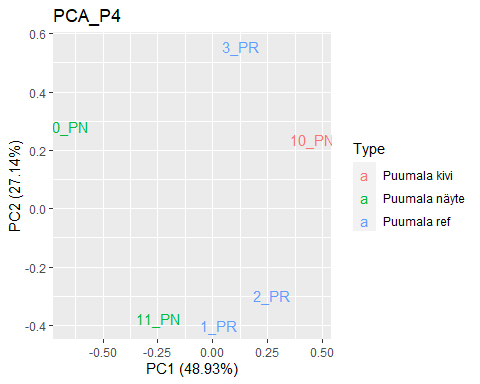 PCA_P4
0.6
3_PR
0.4
0_PN
10_PN
0.2
0.0
-0.2
2_PR
11_PN
1_PR
-0.4
-0.50
-0.25
0.00
0.25
0.50
PC1 (48.93%)
PC2 (27.14%)
Type
a Puumala kivi
a Puumala näyte
a Puumala ref